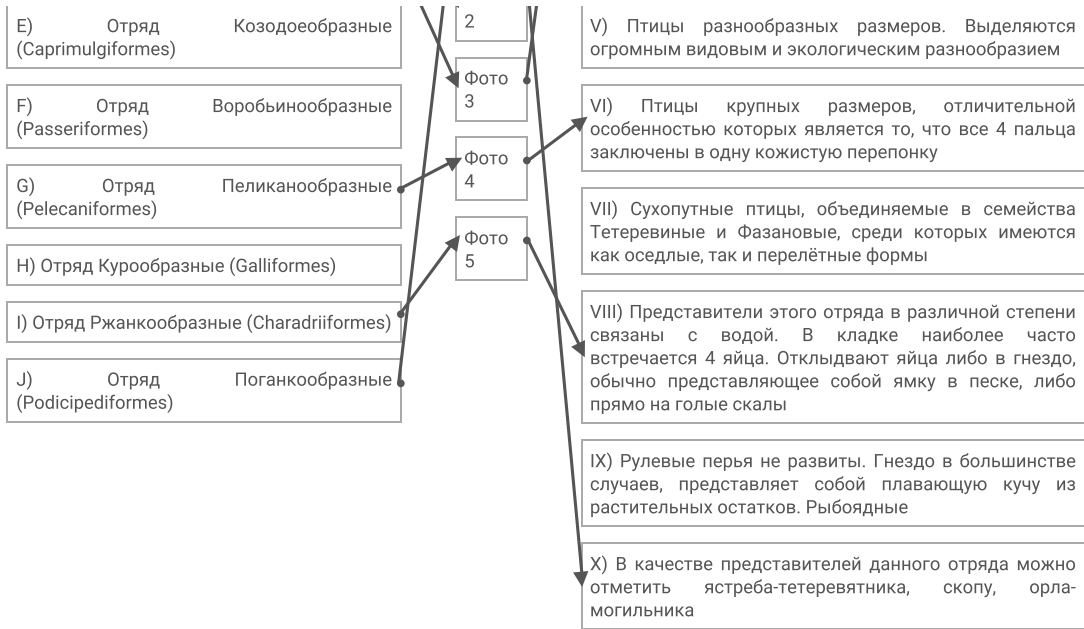 E) Отряд Козодоеобразные
(Caprimulgiformes)
F) Отряд Воробьинообразные
(Passeriformes)
G) Отряд Пеликанообразные
(Pelecaniformes)
H) Отряд Курообразные (Galliformes)
I) Отряд Ржанкообразные (Charadriiformes)
J) Отряд Поганкообразные
(Podicipediformes)
2
Фото
3
Фото
4
Фото
5
V) Птицы разнообразных размеров. Выделяются
огромным видовым и экологическим разнообразием
VI) Птицы крупных размеров, отличительной
особенностью которых является то, что все 4 пальца
заключены в одну кожистую перепонку
VII) Сухопутные птицы, объединяемые в семейства
Тетеревиные и Фазановые, среди которых имеются
как оседлые, так и перелётные формы
VIII) Представители этого отряда в различной степени
связаны с водой. В кладке наиболее часто
встречается 4 яйца. Отклыдвают яйца либо в гнездо,
обычно представляющее собой ямку в песке, либо
прямо на голые скалы
IX) Рулевые перья не развиты. Гнездо в большинстве
случаев, представляет собой плавающую кучу из
растительных остатков. Рыбоядные
X) В качестве представителей данного отряда можно
отметить ястреба-тетеревятника, скопу, орла-
могильника